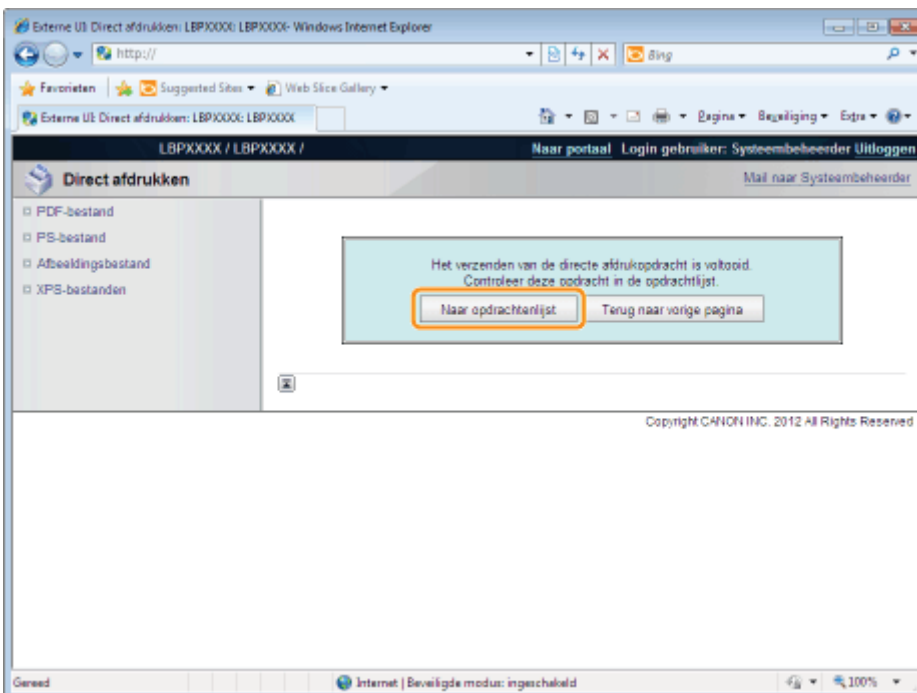 Externe UI: Direct afdrukken: LBPXXXX: LBPXXXX- Windows Internet Explorer
http://
Bing
Favorieten Suggested Sites Web Slice Gallery
Externe UI: Direct afdrukken: LBPXXXX: LBPXXXX
Pagina Beveiliging Extra
LBPXXXX / LBPXXXX /
Naar portaal Login gebruiker: Systeembeheerder Uitloggen
Direct afdrukken
Mail naar Systeembeheerder
PDF-bestand
PS-bestand
Afbeeldingsbestand
XPS-bestanden
Het verzenden van de directe afdrukopdracht is voltooid.
Controleer deze opdracht in de opdrachtlijst.
Naar opdrachtenlijst Terug naar vorige pagina
Copyright CANON INC. 2012 All Rights Reserved
Gereed Internet | Beveiligde modus: ingeschakeld 100%